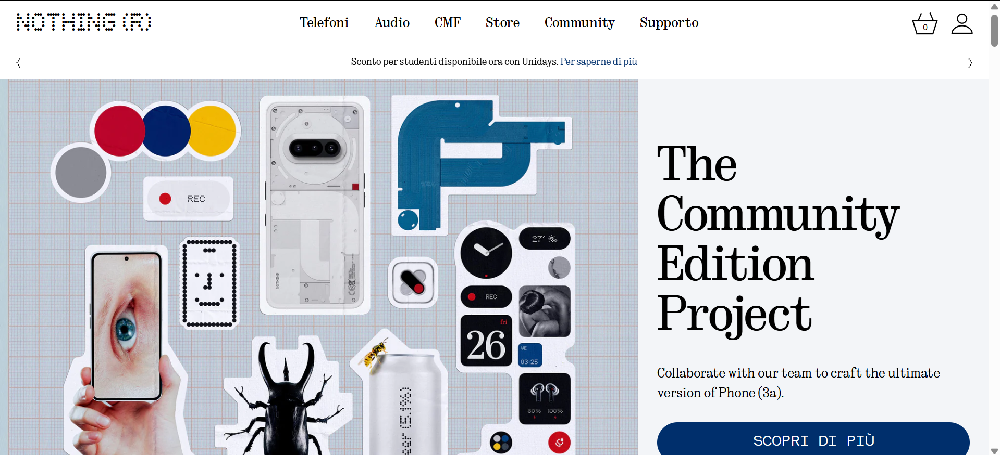 NOTHING (R)
Telefoni Audio CMF Store Community Supporto
0
Sconto per studenti disponibile ora con Unidays. Per saperne di più
REC
NOTHING
27°
REC
fri
26
03:25
80% 100%
(5.1%)
The
Community
Edition
Project
Collaborate with our team to craft the ultimate
version of Phone (3a).
SCOPRI DI PIÙ